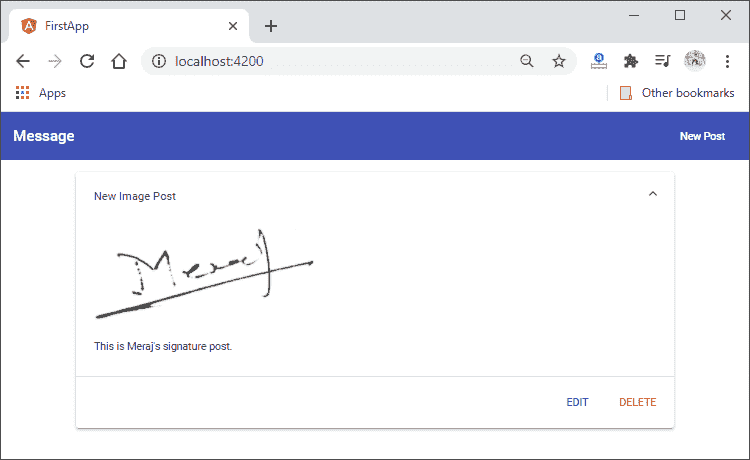 FirstApp
localhost:4200
Apps
Other bookmarks
Message
New Post
New Image Post
Meraj
This is Meraj's signature post.
EDIT
DELETE